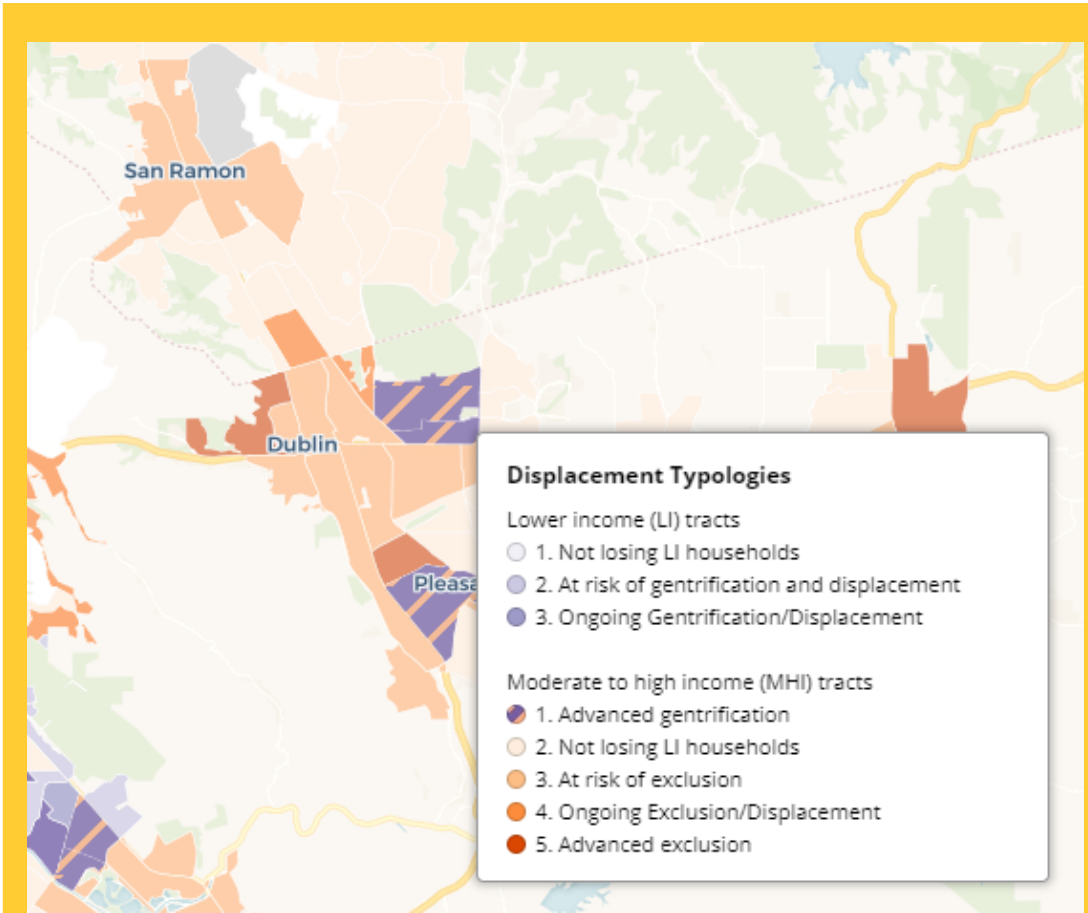 San Ramon
Dublin
Pleasa
Displacement Typologies
Lower income (LI) tracts
1. Not losing LI households
2. At risk of gentrification and displacement
3. Ongoing Gentrification/Displacement
Moderate to high income (MHI) tracts
1. Advanced gentrification
2. Not losing LI households
3. At risk of exclusion
4. Ongoing Exclusion/Displacement
5. Advanced exclusion